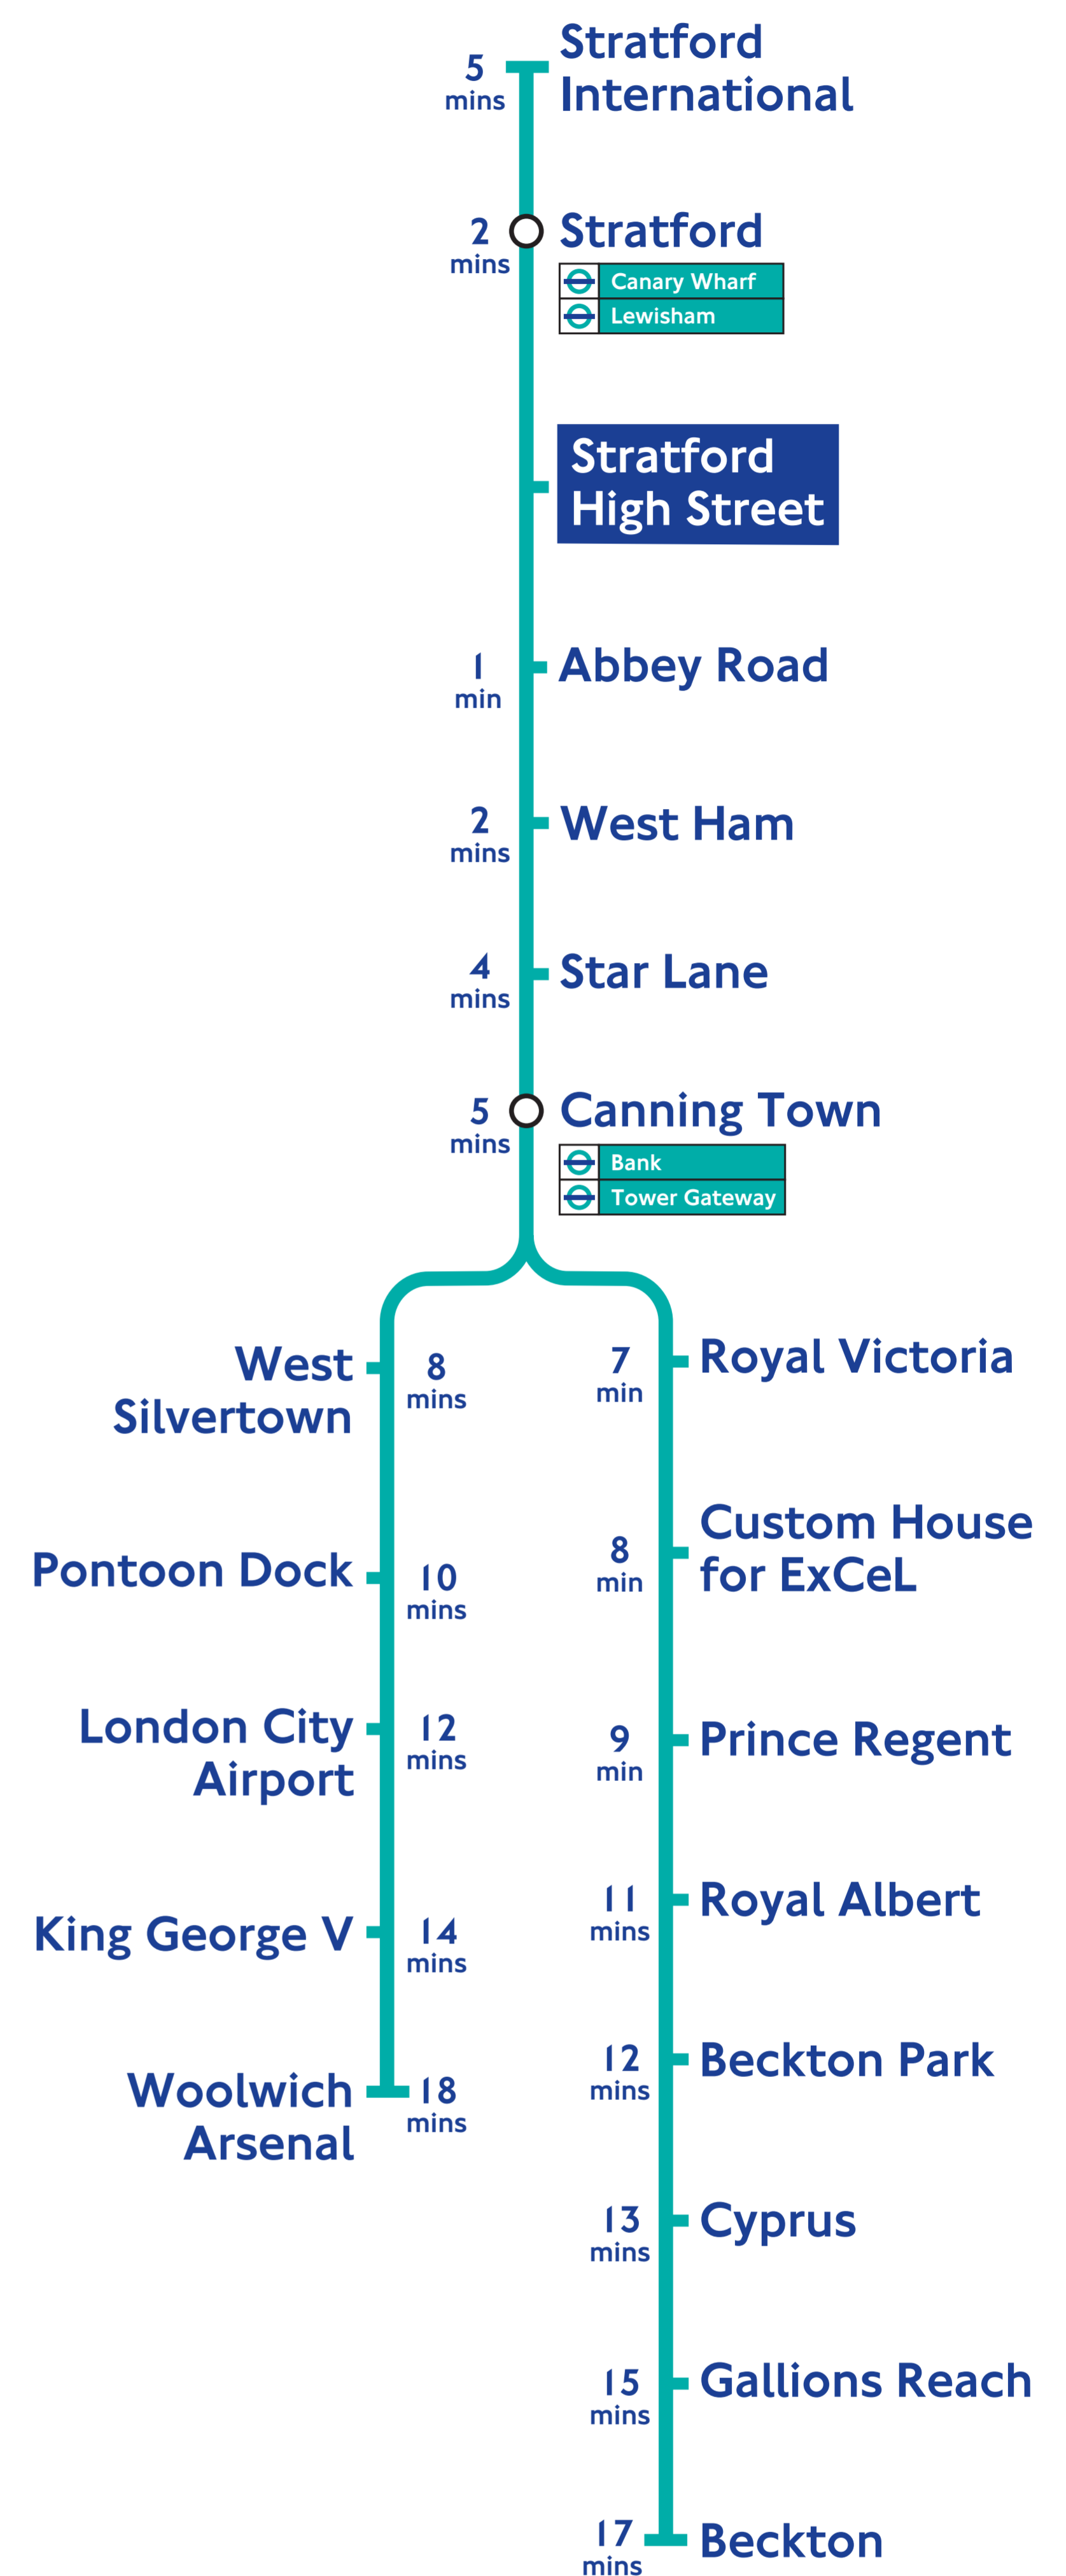 Stratford
International
5
mins
Stratford
2
mins
Canary Wharf
Lewisham
Stratford
High Street
Abbey Road
1
min
West Ham
2
mins
Star Lane
4
mins
Canning Town
5
mins
Bank
Tower Gateway
West
Silvertown
8
mins
Pontoon Dock
10
mins
London City
Airport
12
mins
King George V
14
mins
Woolwich
Arsenal
18
mins
7
min
Royal Victoria
8
min
Custom House
for ExCeL
9
min
Prince Regent
11
mins
Royal Albert
12
mins
Beckton Park
13
mins
Cyprus
15
mins
Gallions Reach
17
mins
Beckton